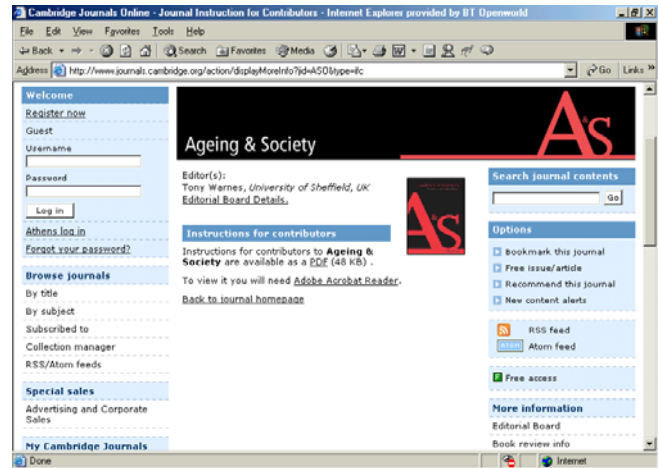 Cambridge Journals Online - Journal Instruction for Contributors - Internet Explorer provided by BT Openworld
File Edit View Favorites Tools Help
Back Search Favorites Media
Address http://www.journals.cambridge.org/action/displayMoreInfo?jid=ASO&type=ifc Go Links »
Welcome
Register now
Guest
Username
Password
Log in
Athens log in
Forgot your password?
Browse journals
By title
By subject
Subscribed to
Collection manager
RSS/Atom feeds
Special sales
Advertising and Corporate
Sales
My Cambridge Journals
Ageing & Society
A&S
Editor(s):
Tony Warnes, University of Sheffield, UK
Editorial Board Details.
Instructions for contributors
Instructions for contributors to Ageing &
Society are available as a PDF (48 KB) .
To view it you will need Adobe Acrobat Reader.
Back to journal homepage
Search journal contents
Go
Options
Bookmark this journal
Free issue/article
Recommend this journal
New content alerts
RSS feed
ATOM Atom feed
Free access
More information
Editorial Board
Book review info
Done
Internet